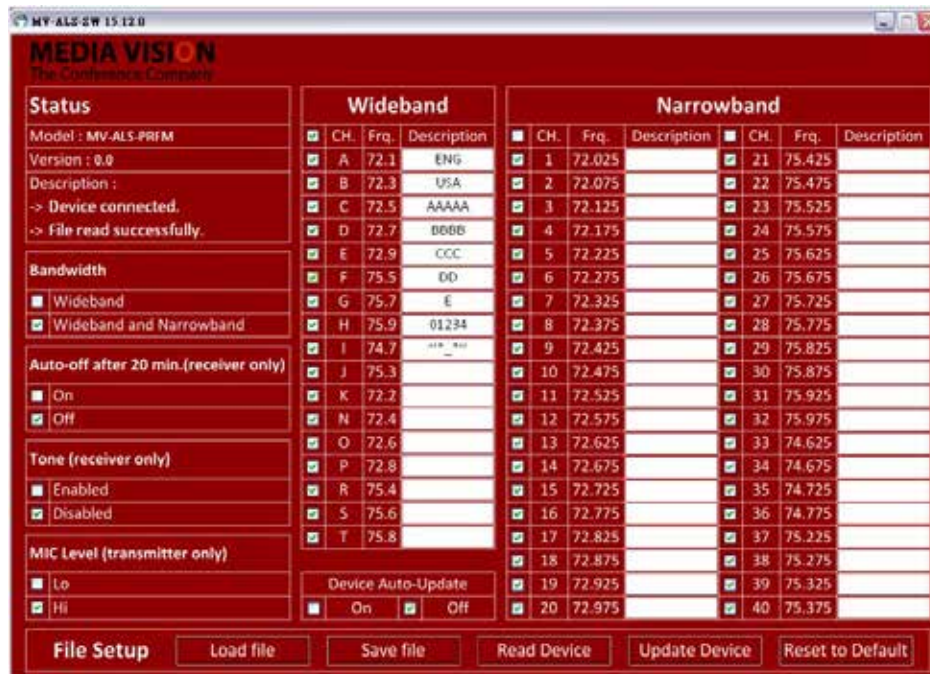 MV-ALS-SW 15.12.0
MEDIA VISION
The Conference Company
Status
Model : MV-ALS-PRFM
Version : 0.0
Description :
-> Device connected.
-> File read successfully.
Bandwidth
Wideband
Wideband and Narrowband
Auto-off after 20 min.(receiver only)
On
Off
Tone (receiver only)
Enabled
Disabled
MIC Level (transmitter only)
Lo
Hi
Wideband
CH. Frq. Description
A 72.1 ENG
B 72.3 USA
C 72.5 AAAAA
D 72.7 BBBB
E 72.9 CCC
F 75.5 DD
G 75.7 E
H 75.9 01234
I 74.7
J 75.3
K 72.2
N 72.4
O 72.6
P 72.8
R 75.4
S 75.6
T 75.8
Device Auto-Update
On Off
Narrowband
CH. Frq. Description CH. Frq. Description
1 72.025 21 75.425
2 72.075 22 75.475
3 72.125 23 75.525
4 72.175 24 75.575
5 72.225 25 75.625
6 72.275 26 75.675
7 72.325 27 75.725
8 72.375 28 75.775
9 72.425 29 75.825
10 72.475 30 75.875
11 72.525 31 75.925
12 72.575 32 75.975
13 72.625 33 74.625
14 72.675 34 74.675
15 72.725 35 74.725
16 72.775 36 74.775
17 72.825 37 75.225
18 72.875 38 75.275
19 72.925 39 75.325
20 72.975 40 75.375
File Setup Load file Save file Read Device Update Device Reset to Default